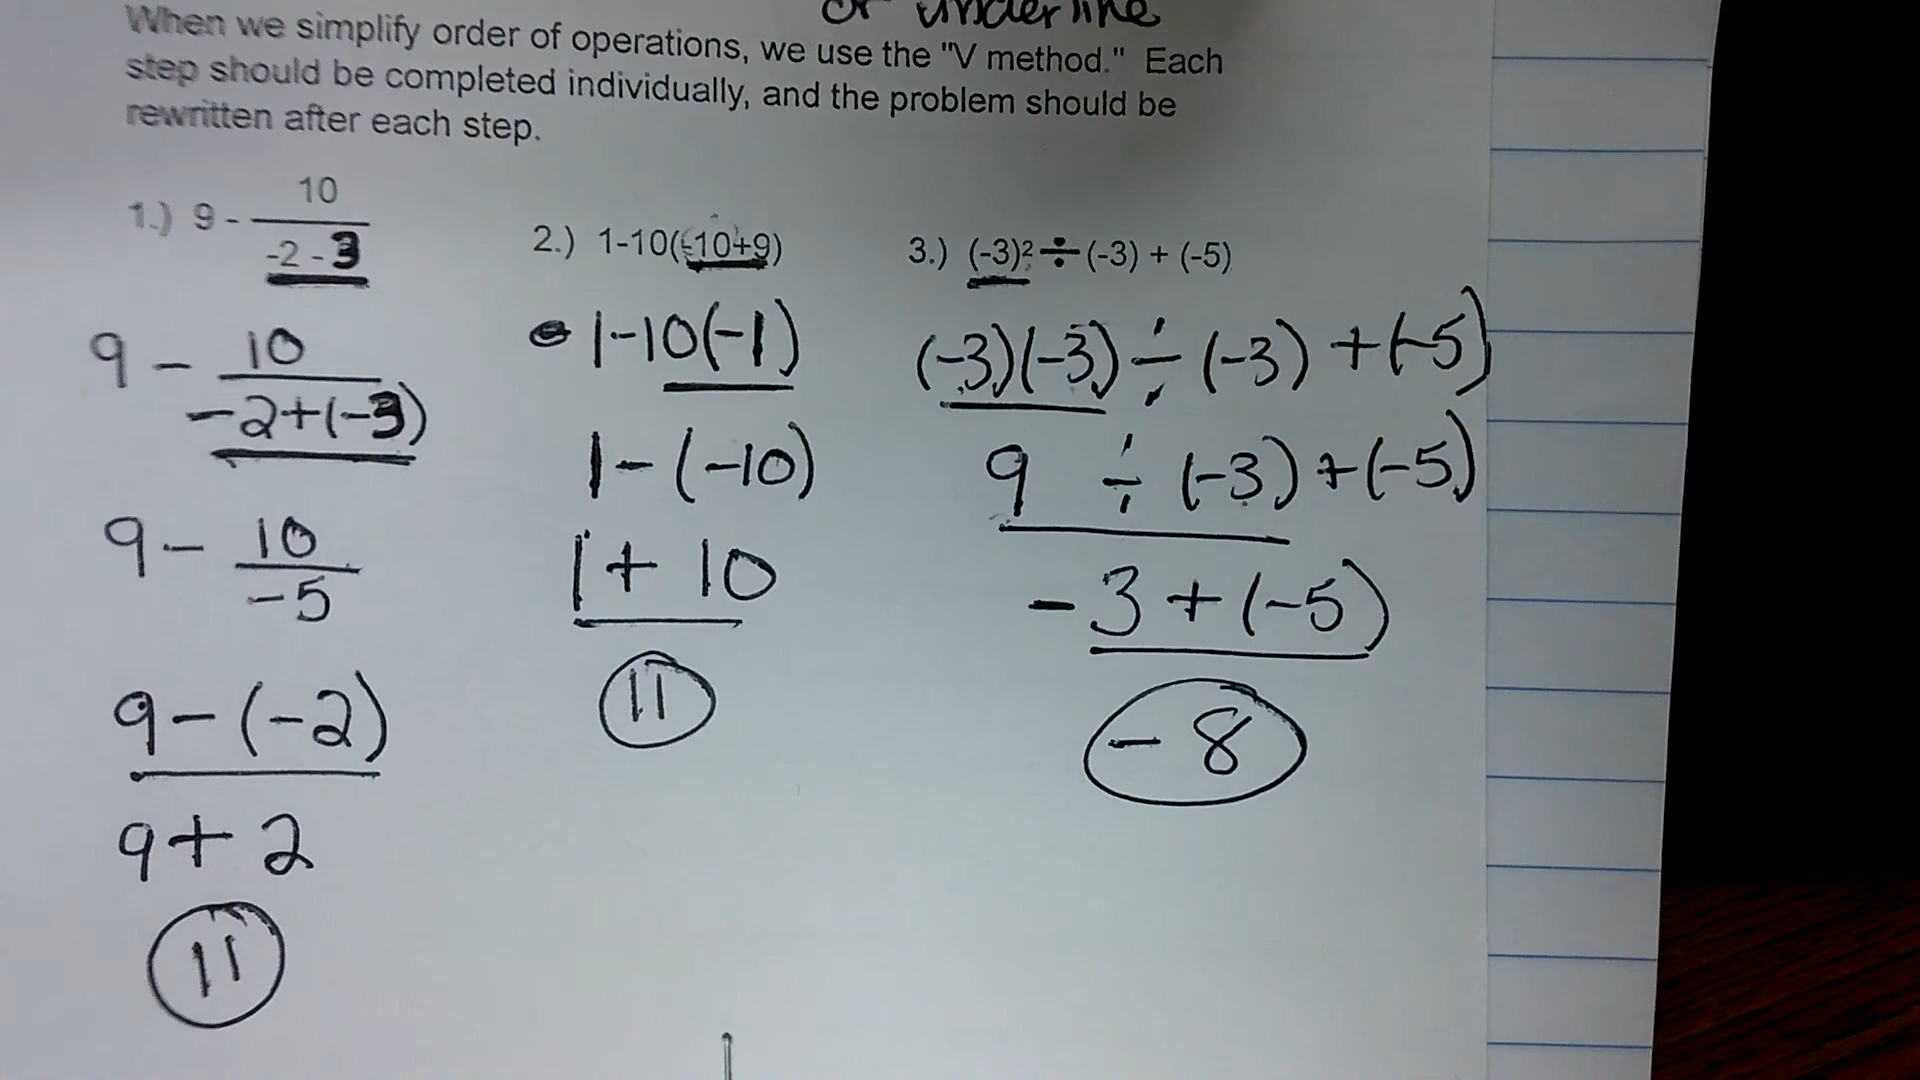 or underline
When we simplify order of operations, we use the "V method." Each
step should be completed individually, and the problem should be
rewritten after each step.
1.) 9 - 10/(-2 - 3)
9 - 10/(-2+(-3))
9 - 10/-5
9-(-2)
9+2
11
2.) 1-10(-10+9)
1-10(-1)
1-(-10)
1+10
11
3.) (-3)² ÷ (-3) + (-5)
(-3)(-3) ÷ (-3) + (-5)
9 ÷ (-3) + (-5)
-3+(-5)
-8